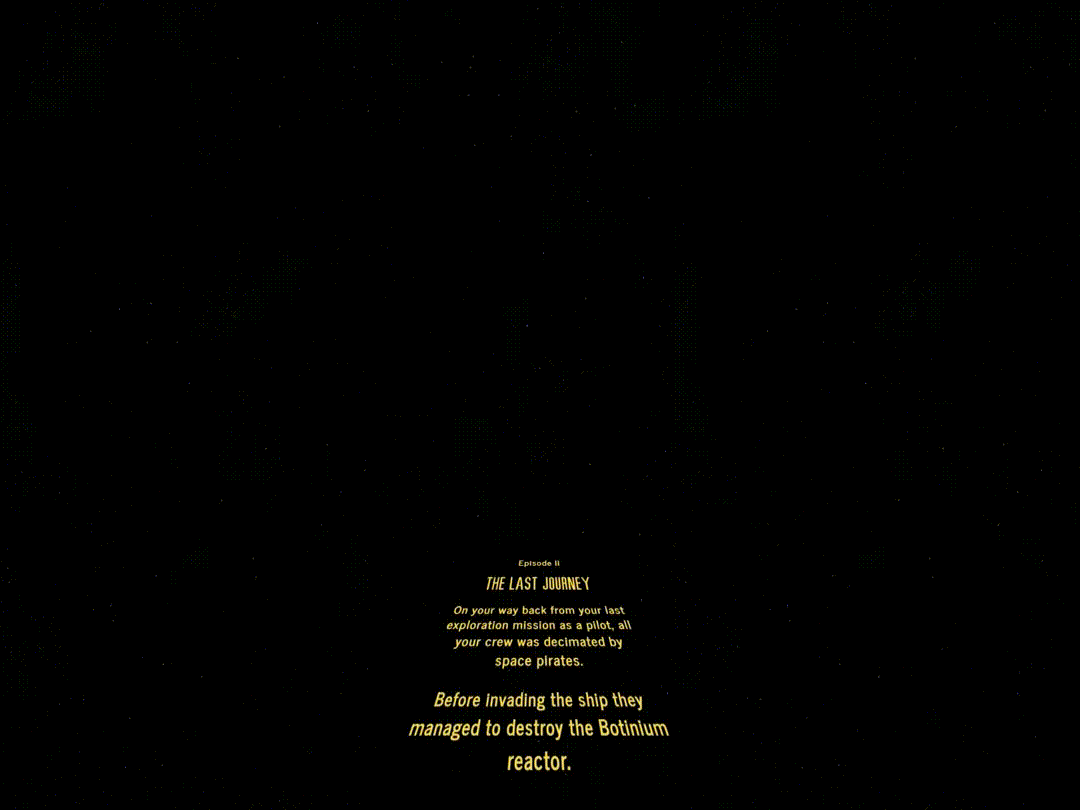 Episode II
THE LAST JOURNEY
On your way back from your last
exploration mission as a pilot, all
your crew was decimated by
space pirates.
Before invading the ship they
managed to destroy the Botinium
reactor.